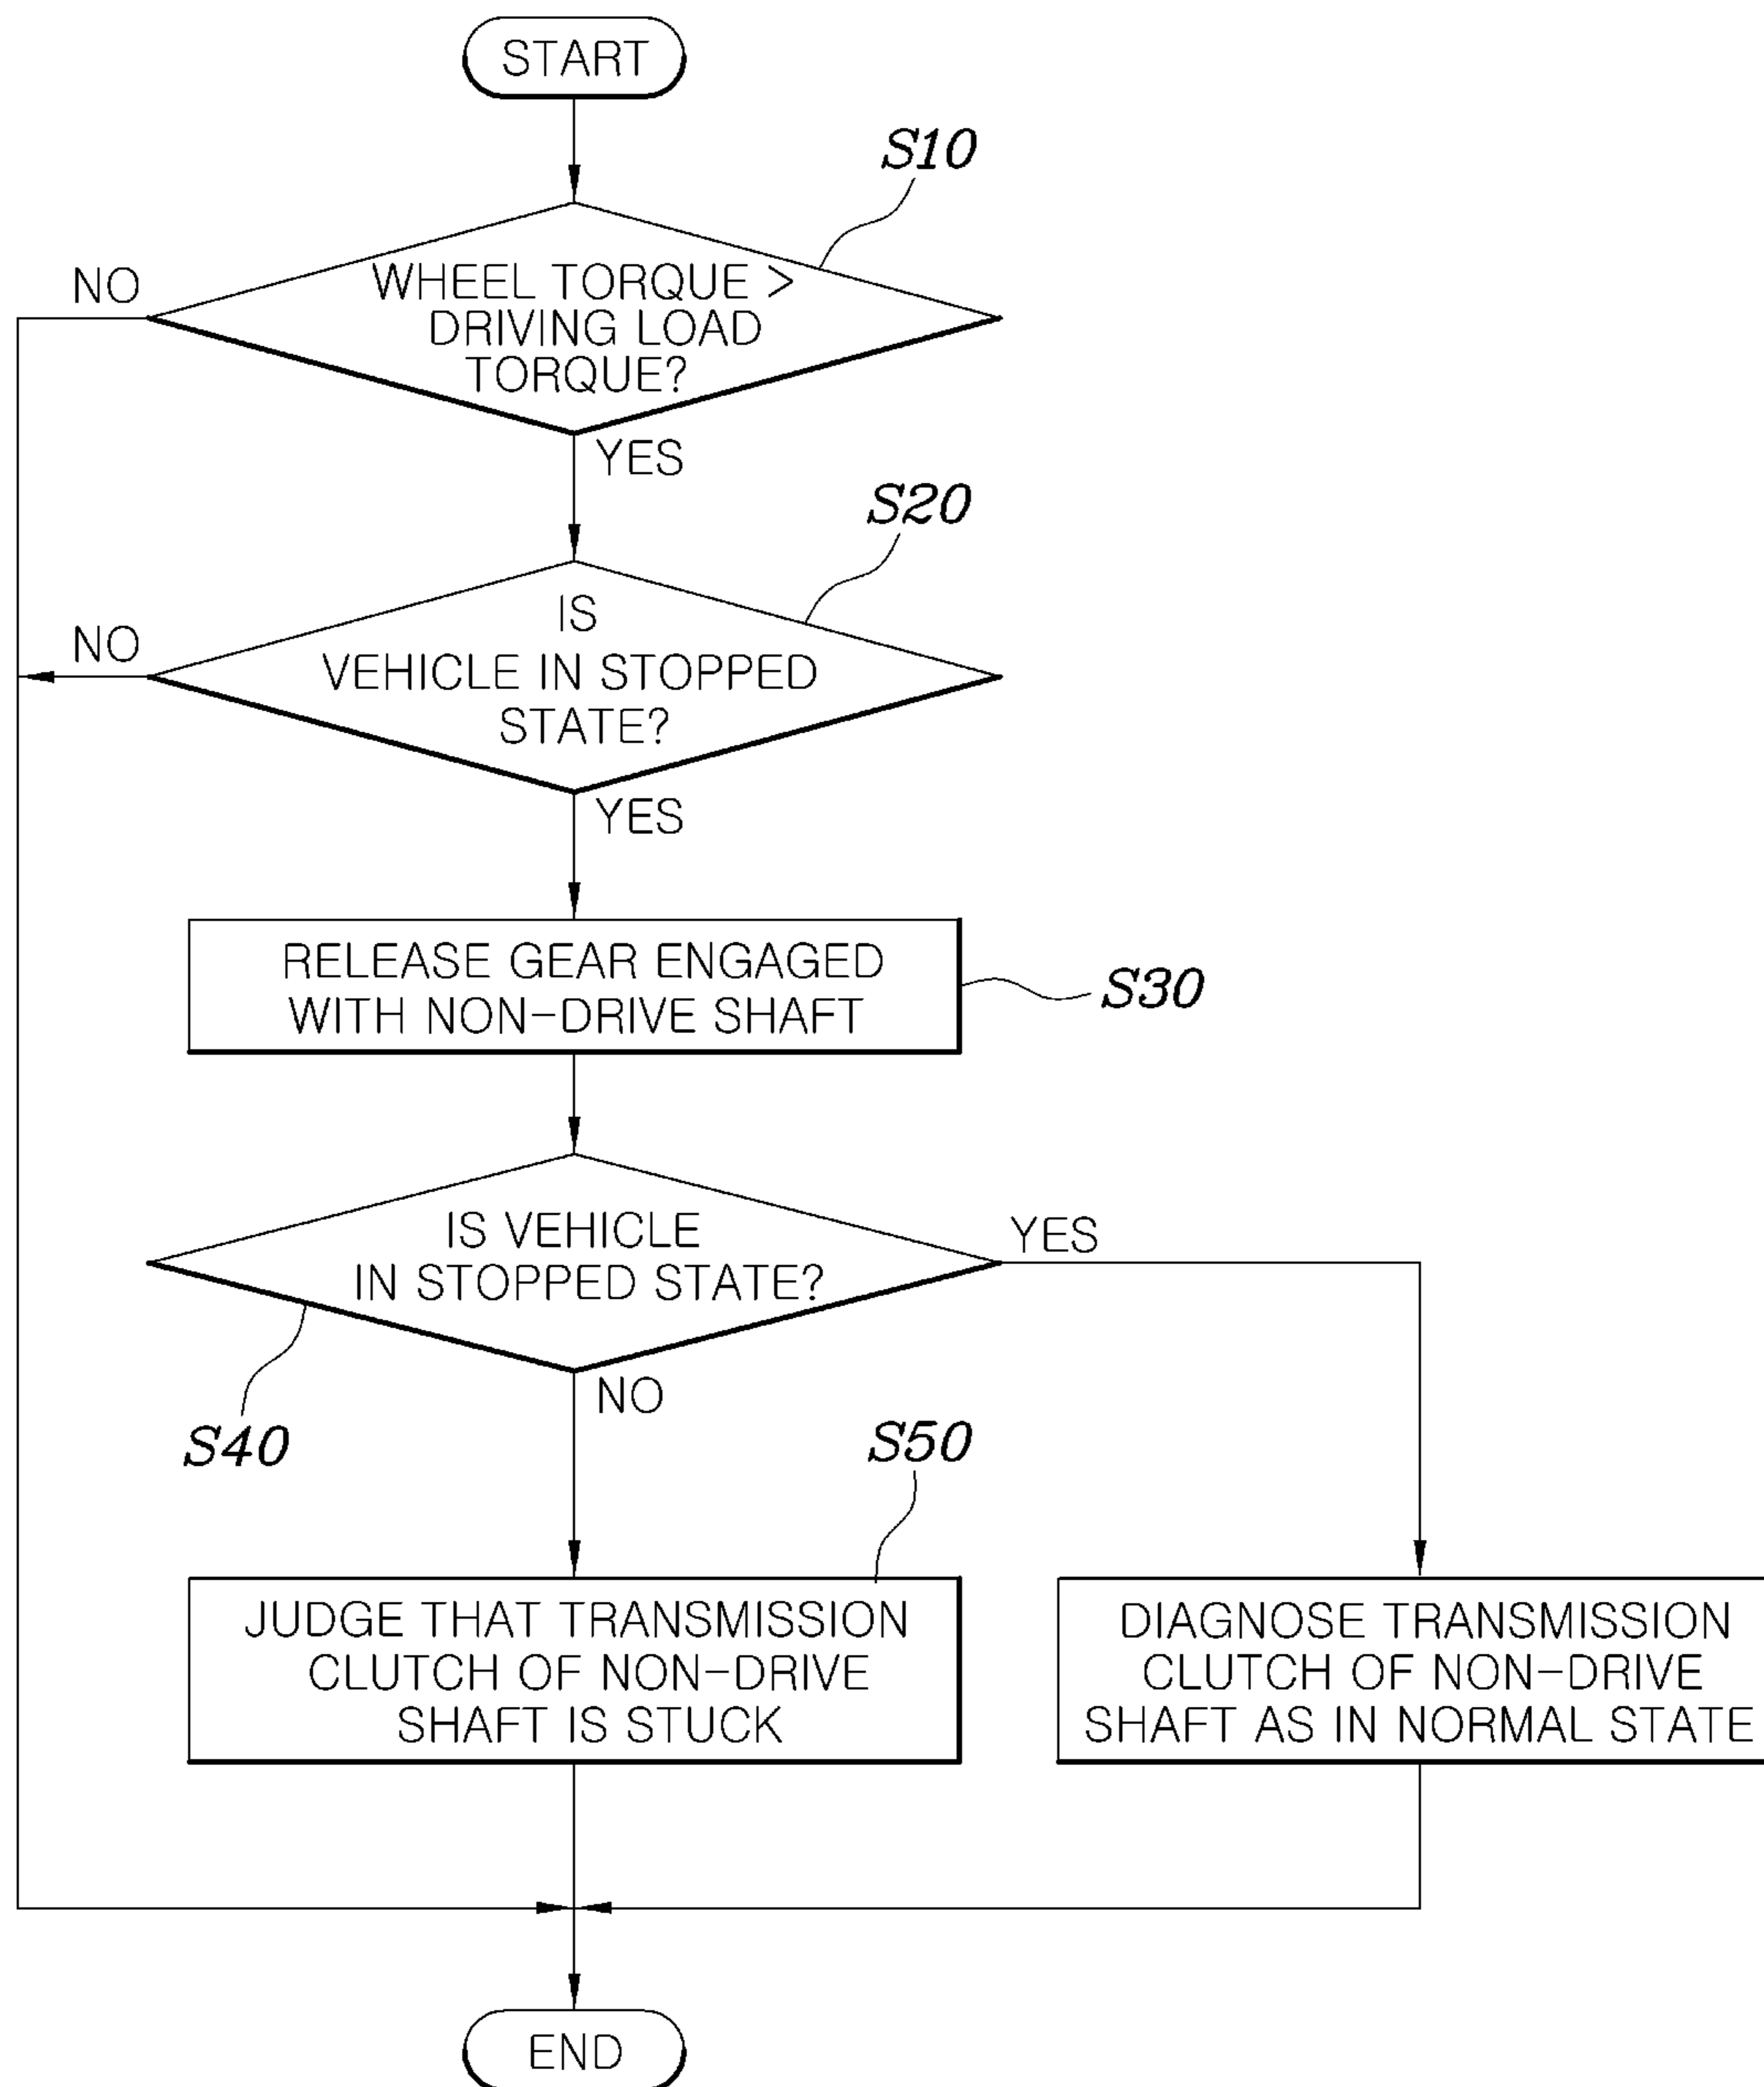 START
S10
NO
WHEEL TORQUE >
DRIVING LOAD
TORQUE?
YES
S20
NO
IS
VEHICLE IN STOPPED
STATE?
YES
RELEASE GEAR ENGAGED
WITH NON-DRIVE SHAFT
S30
IS VEHICLE
IN STOPPED STATE?
YES
NO
S40
S50
JUDGE THAT TRANSMISSION
CLUTCH OF NON-DRIVE
SHAFT IS STUCK
DIAGNOSE TRANSMISSION
CLUTCH OF NON-DRIVE
SHAFT AS IN NORMAL STATE
END